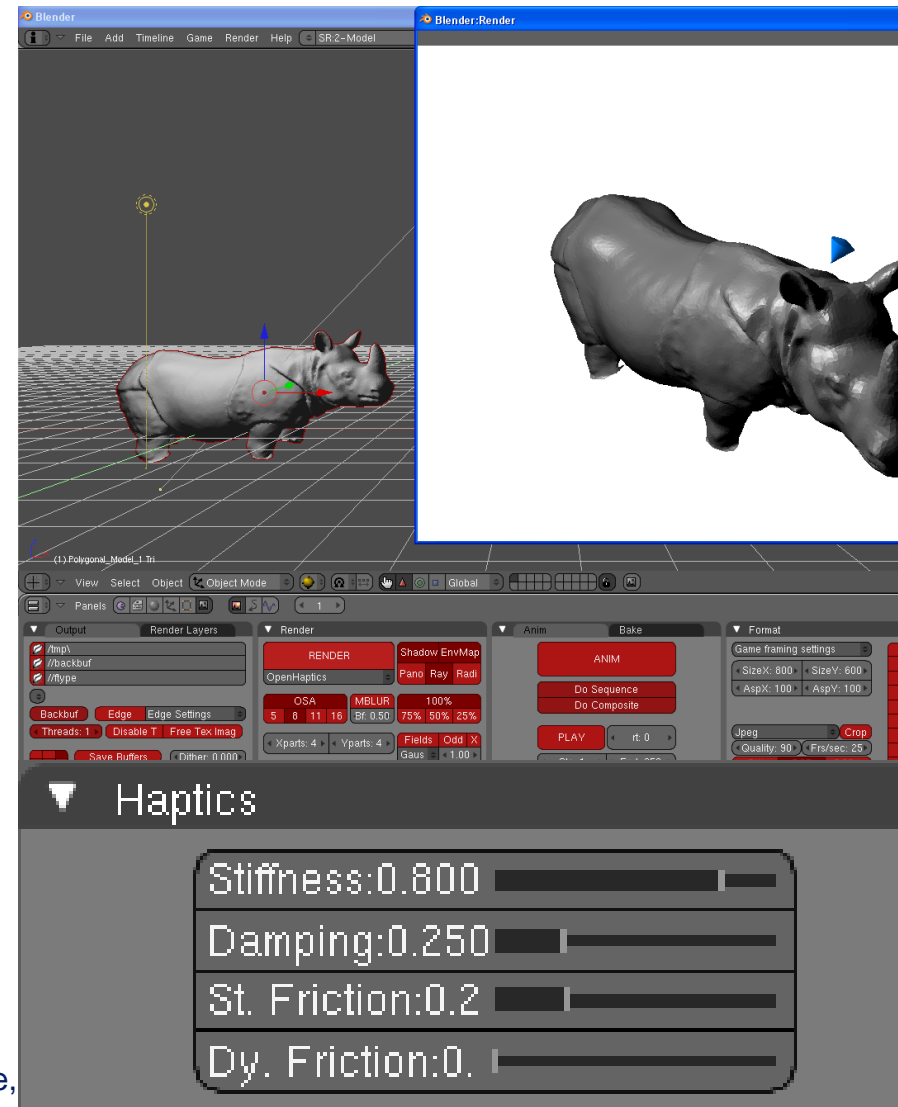 Blender
Blender:Render
File Add Timeline Game Render Help SR:2-Model
(1) Polygonal_Model_1 Tri
View Select Object Object Mode Global
Panels 1
Output Render Layers Render Anim Bake Format
/tmp\
//backbuf
//ftype
RENDER
OpenHaptics
Shadow EnvMap
Pano Ray Radi
ANIM
Game framing settings
SizeX: 800 SizeY: 600
AspX: 100 AspY: 100
OSA MBLUR 100%
5 8 11 16 Bf: 0.50 75% 50% 25%
Do Sequence
Do Composite
Backbuf Edge Edge Settings
Threads: 1 Disable T Free Tex Imag
Save Buffers Dither: 0.000
Xparts: 4 Yparts: 4 Fields Odd X
Gaus 1.00
PLAY rt: 0
Jpeg Crop
Quality: 90 Frs/sec: 25
Haptics
Stiffness:0.800
Damping:0.250
St. Friction:0.2
Dy. Friction:0.
e,